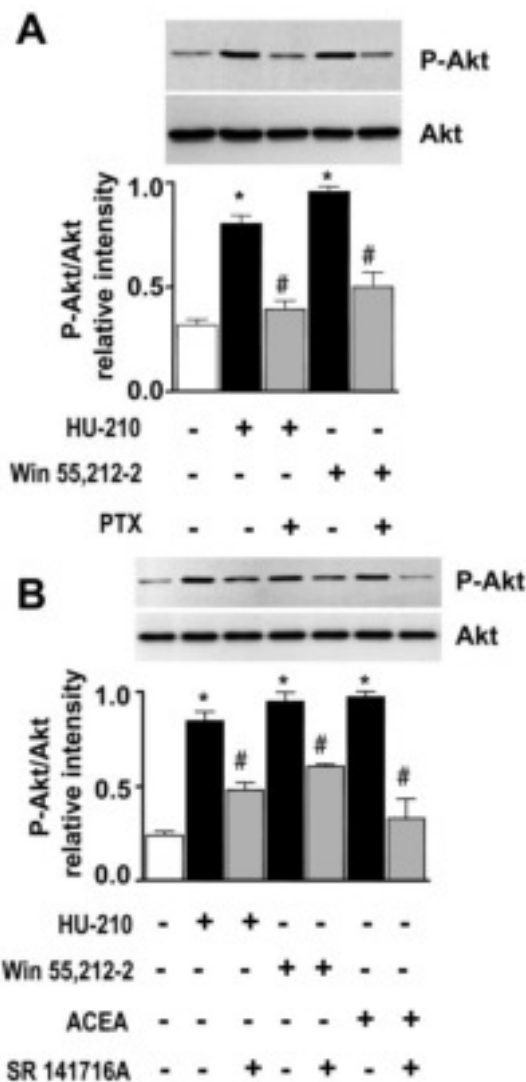 A
P-Akt
Akt
P-Akt/Akt
relative intensity
1.0
0.5
0.0
*
#
*
#
HU-210 - + + - -
Win 55,212-2 - - - + +
PTX - - + - +
B
P-Akt
Akt
P-Akt/Akt
relative intensity
1.0
0.5
0.0
*
#
*
#
*
#
HU-210 - + + - - - -
Win 55,212-2 - - - + + - -
ACEA - - - - - + +
SR 141716A - - + - + - +